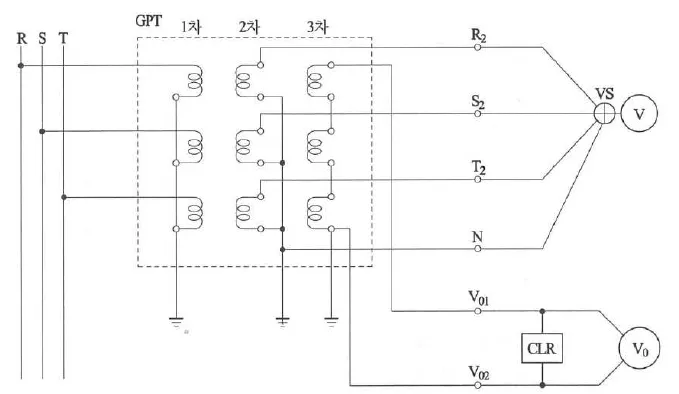 GPT 1차 2차 3차
R S T
R₂
VS
S₂
V
T₂
N
V₀₁
CLR V₀
V₀₂